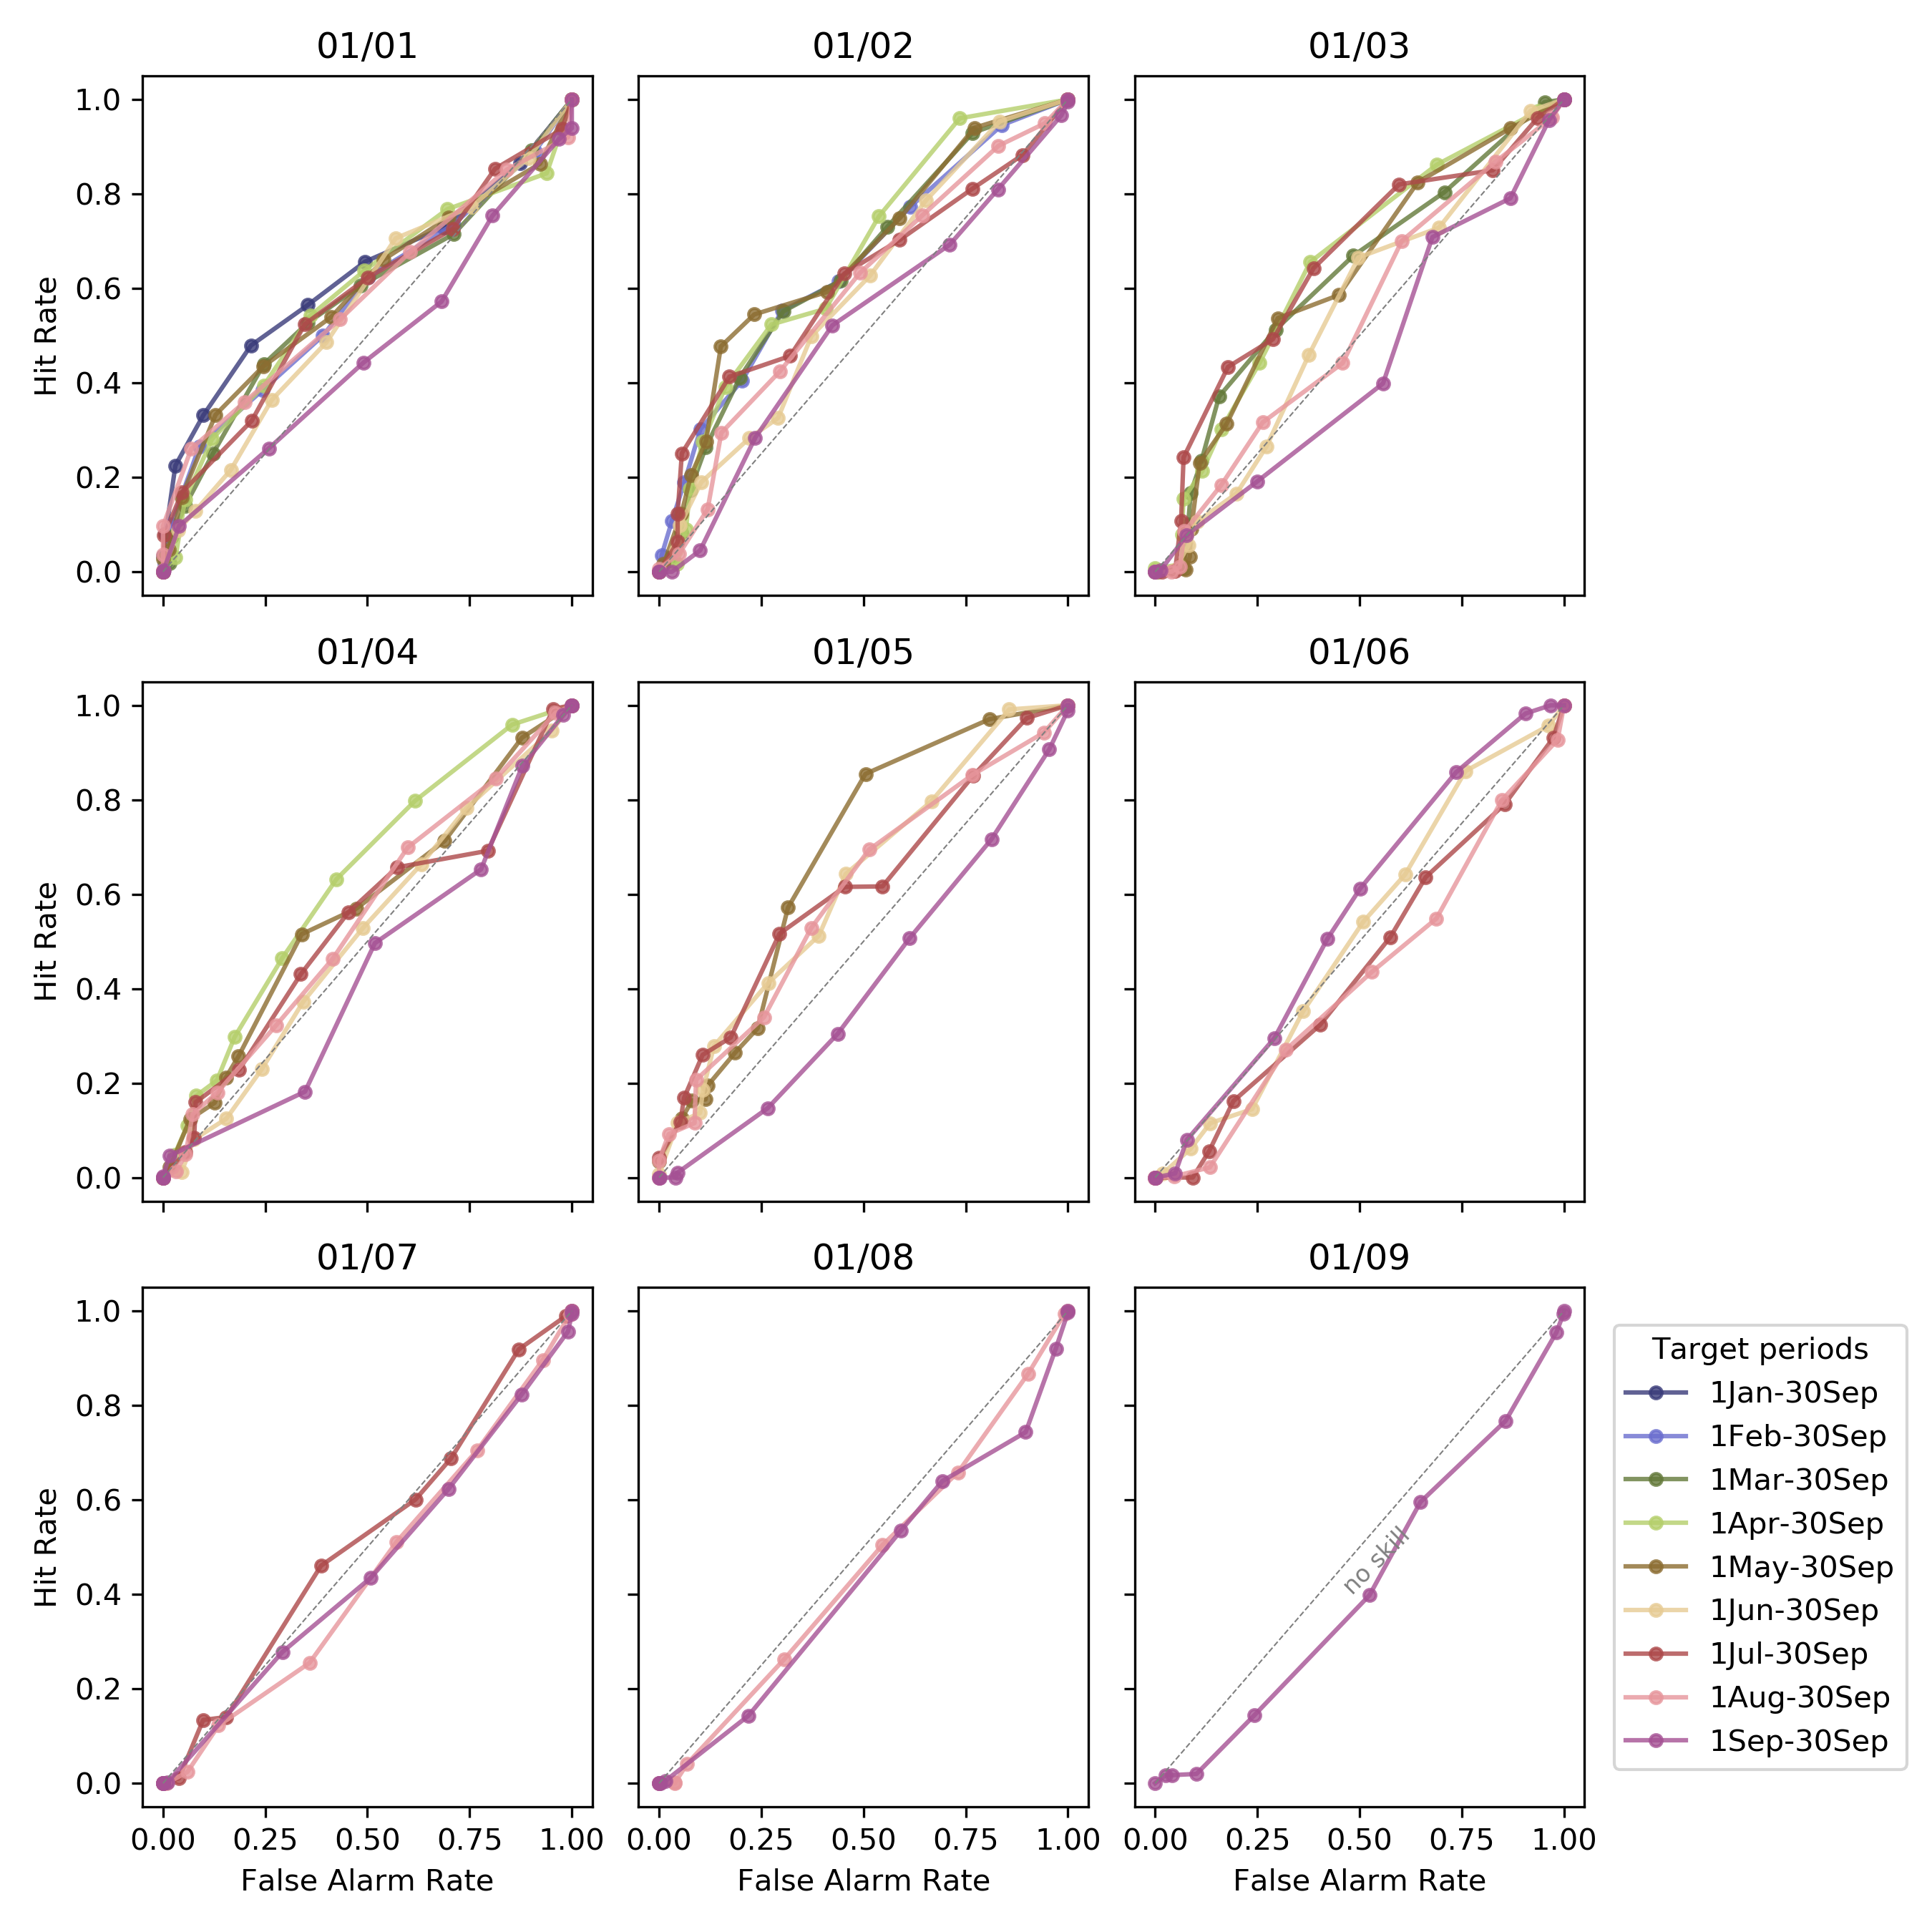 01/01
01/02
01/03
1.0
0.8
0.6
0.4
0.2
0.0
Hit Rate
01/04
01/05
01/06
1.0
0.8
0.6
0.4
0.2
0.0
Hit Rate
01/07
01/08
01/09
1.0
0.8
0.6
0.4
0.2
0.0
Hit Rate
no skill
0.00 0.25 0.50 0.75 1.00
0.00 0.25 0.50 0.75 1.00
0.00 0.25 0.50 0.75 1.00
False Alarm Rate
False Alarm Rate
False Alarm Rate
Target periods
1Jan-30Sep
1Feb-30Sep
1Mar-30Sep
1Apr-30Sep
1May-30Sep
1Jun-30Sep
1Jul-30Sep
1Aug-30Sep
1Sep-30Sep